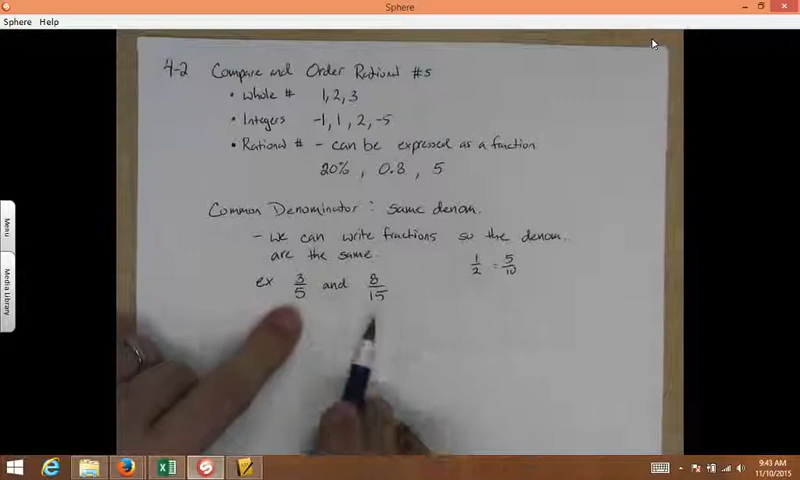 Sphere
Sphere Help
4-2 Compare and Order Rational #s
• Whole # 1, 2, 3
• Integers -1, 1, 2, -5
• Rational # - can be expressed as a fraction
20%, 0.8, 5
Common Denominator: same denom.
- we can write fractions so the denom.
are the same. 1/2 = 5/10
ex 3/5 and 8/15
Menu
Media Library
9:43 AM
11/10/2015